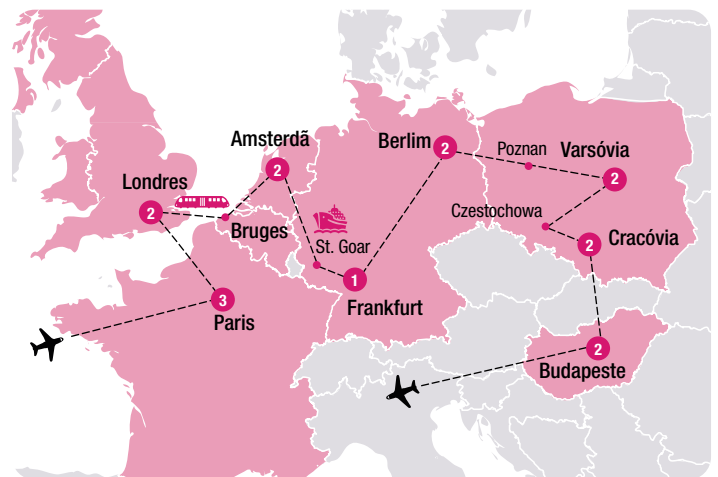 Amsterdã
2
Berlim
2
Poznan
Varsóvia
2
Londres
2
Bruges
Czestochowa
2
Cracóvia
St. Goar
1
Frankfurt
3
Paris
2
Budapeste